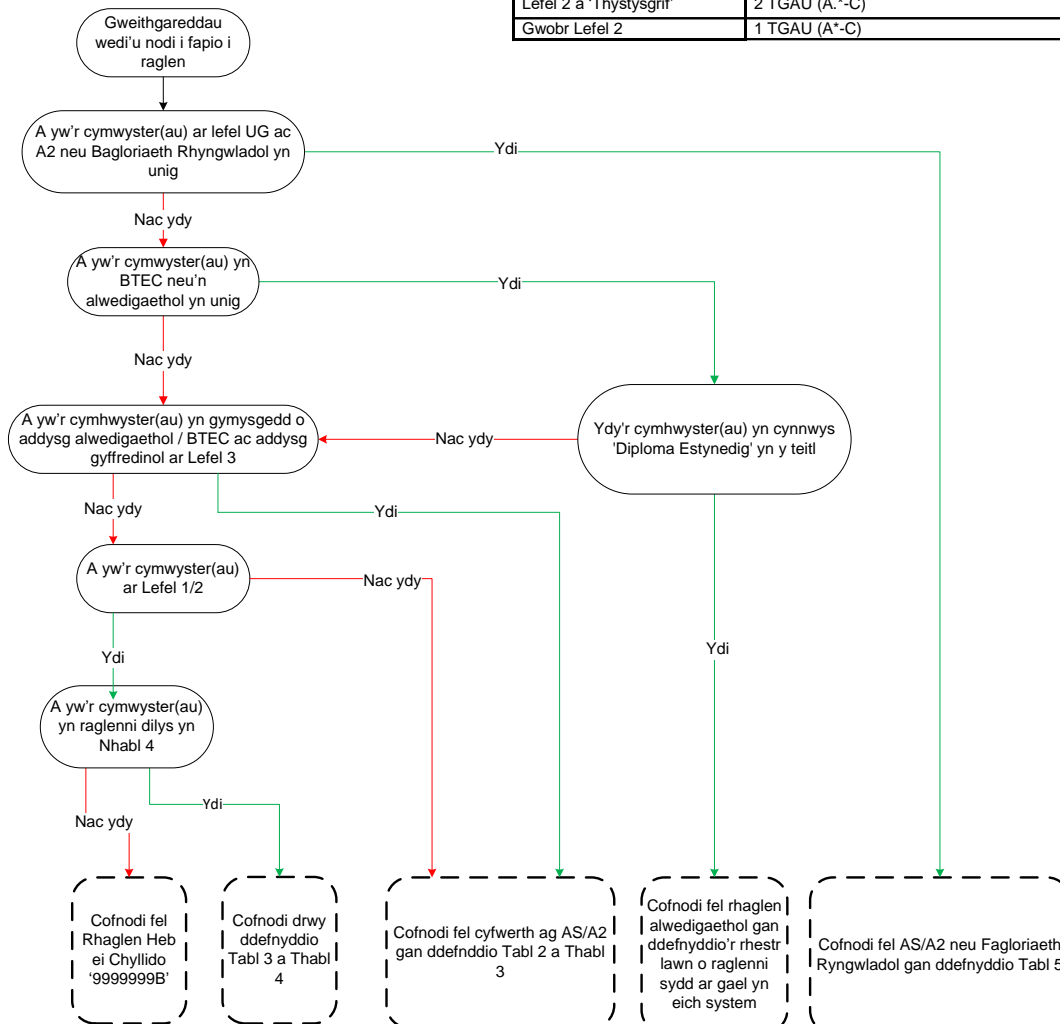 Lefel 2 a 'Thystysgrif'
2 TGAU (A.*-C)
Gwobr Lefel 2
1 TGAU (A*-C)
Gweithgareddau
wedi'u nodi i fapio i
raglen
A yw'r cymwyster(au) ar lefel UG ac
A2 neu Bagloriaeth Rhyngwladol yn
unig
Ydi
Nac ydy
A yw'r cymwyster(au) yn
BTEC neu'n
alwedigaethol yn unig
Ydi
Nac ydy
A yw'r cymhwyster(au) yn gymysgedd o
addysg alwedigaethol / BTEC ac addysg
gyffredinol ar Lefel 3
Nac ydy
Ydy'r cymhwyster(au) yn cynnwys
'Diploma Estynedig' yn y teitl
Nac ydy
Ydi
A yw'r cymwyster(au)
ar Lefel 1/2
Nac ydy
Ydi
Ydi
A yw'r cymwyster(au)
yn raglenni dilys yn
Nhabl 4
Nac ydy
Ydi
Cofnodi fel
Rhaglen Heb
ei Chyllido
'9999999B'
Cofnodi drwy
ddefnyddio
Tabl 3 a Thabl
4
Cofnodi fel cyfwerth ag AS/A2
gan ddefnddio Tabl 2 a Thabl
3
Cofnodi fel rhaglen
alwedigaethol gan
ddefnyddio'r rhestr
lawn o raglenni
sydd ar gael yn
eich system
Cofnodi fel AS/A2 neu Fagloriaeth
Ryngwladol gan ddefnyddio Tabl 5